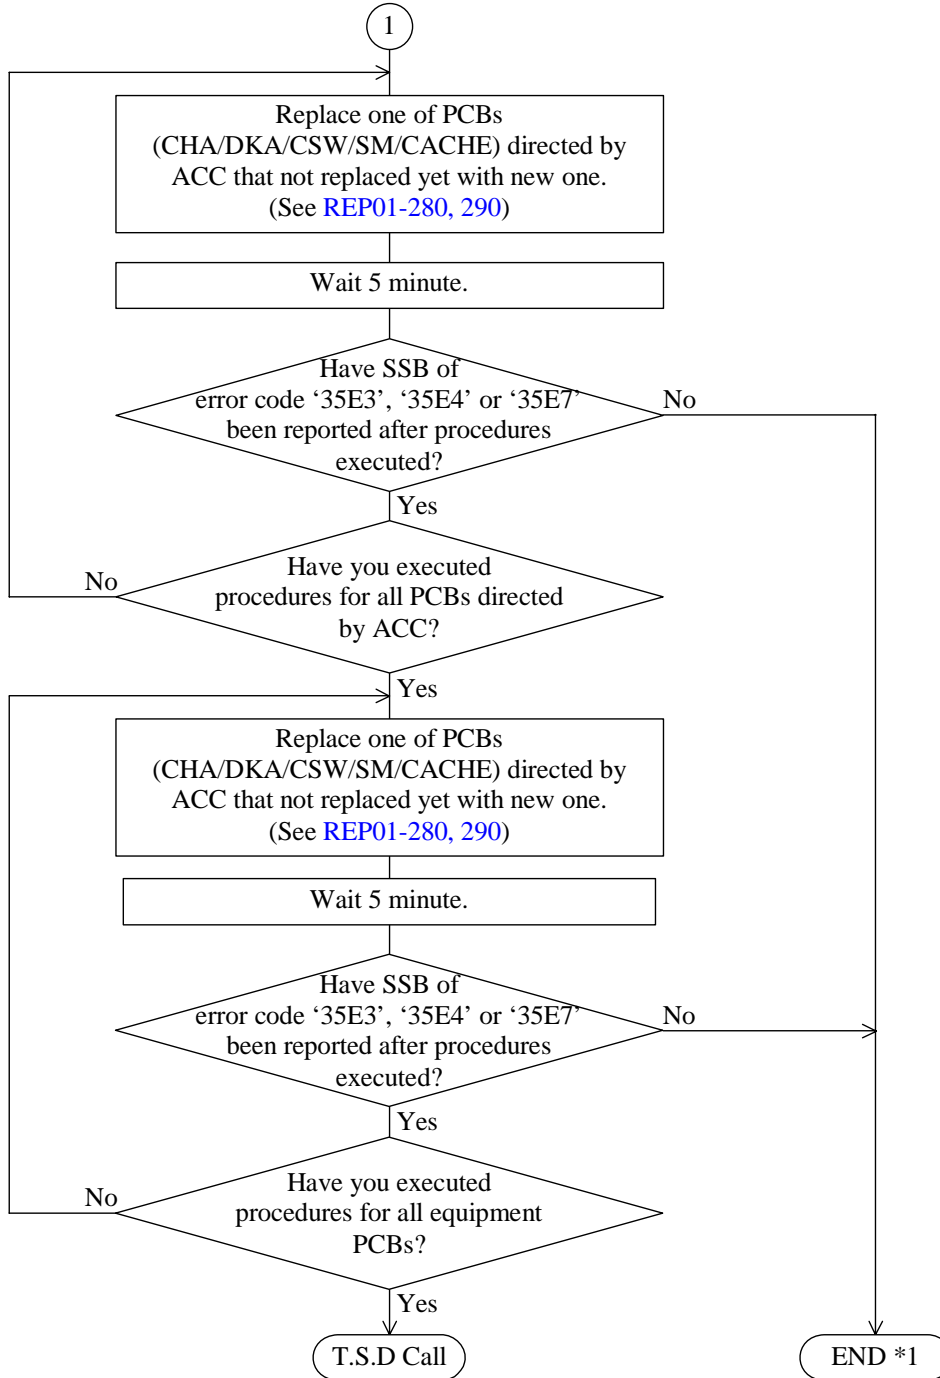 1
Replace one of PCBs
(CHA/DKA/CSW/SM/CACHE) directed by
ACC that not replaced yet with new one.
(See REP01-280, 290)
Wait 5 minute.
Have SSB of
error code ‘35E3’, ‘35E4’ or ‘35E7’
been reported after procedures
executed?
No
Yes
Have you executed
procedures for all PCBs directed
by ACC?
No
Yes
Replace one of PCBs
(CHA/DKA/CSW/SM/CACHE) directed by
ACC that not replaced yet with new one.
(See REP01-280, 290)
Wait 5 minute.
Have SSB of
error code ‘35E3’, ‘35E4’ or ‘35E7’
been reported after procedures
executed?
No
Yes
Have you executed
procedures for all equipment
PCBs?
No
Yes
T.S.D Call
END *1